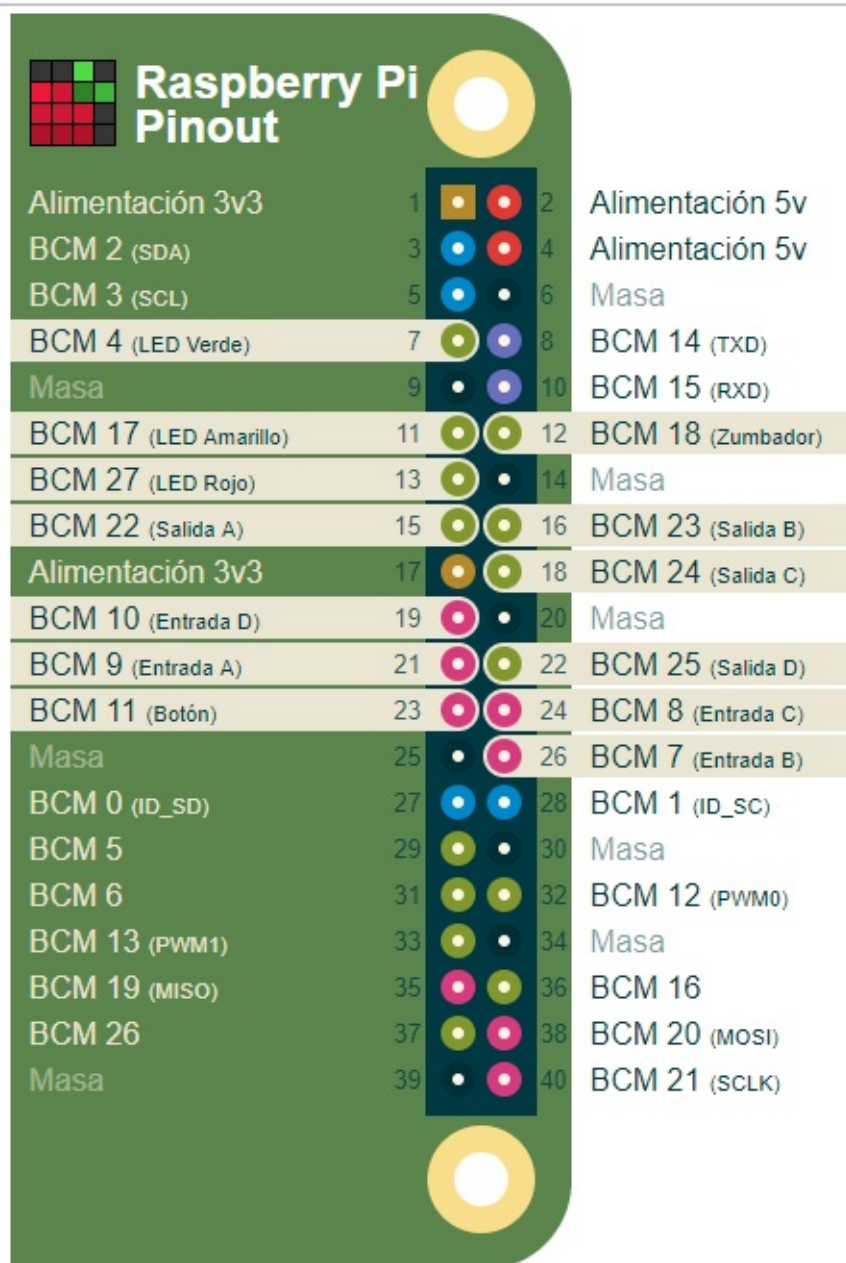 Raspberry Pi
Pinout
Alimentación 3v3 1 2 Alimentación 5v
BCM 2 (SDA) 3 4 Alimentación 5v
BCM 3 (SCL) 5 6 Masa
BCM 4 (LED Verde) 7 8 BCM 14 (TXD)
Masa 9 10 BCM 15 (RXD)
BCM 17 (LED Amarillo) 11 12 BCM 18 (Zumbador)
BCM 27 (LED Rojo) 13 14 Masa
BCM 22 (Salida A) 15 16 BCM 23 (Salida B)
Alimentación 3v3 17 18 BCM 24 (Salida C)
BCM 10 (Entrada D) 19 20 Masa
BCM 9 (Entrada A) 21 22 BCM 25 (Salida D)
BCM 11 (Botón) 23 24 BCM 8 (Entrada C)
Masa 25 26 BCM 7 (Entrada B)
BCM 0 (ID_SD) 27 28 BCM 1 (ID_SC)
BCM 5 29 30 Masa
BCM 6 31 32 BCM 12 (PWM0)
BCM 13 (PWM1) 33 34 Masa
BCM 19 (MISO) 35 36 BCM 16
BCM 26 37 38 BCM 20 (MOSI)
Masa 39 40 BCM 21 (SCLK)